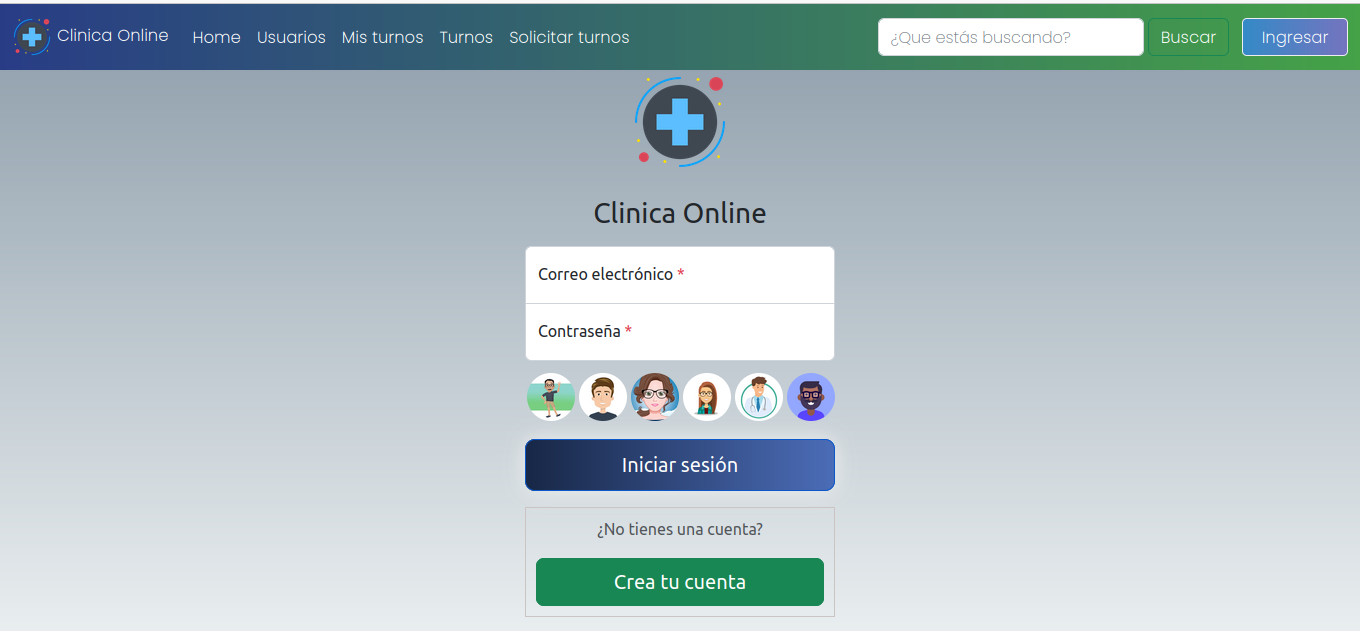 Clinica Online Home Usuarios Mis turnos Turnos Solicitar turnos ¿Que estás buscando? Buscar Ingresar
Clinica Online
Correo electrónico *
Contraseña *
Iniciar sesión
¿No tienes una cuenta?
Crea tu cuenta